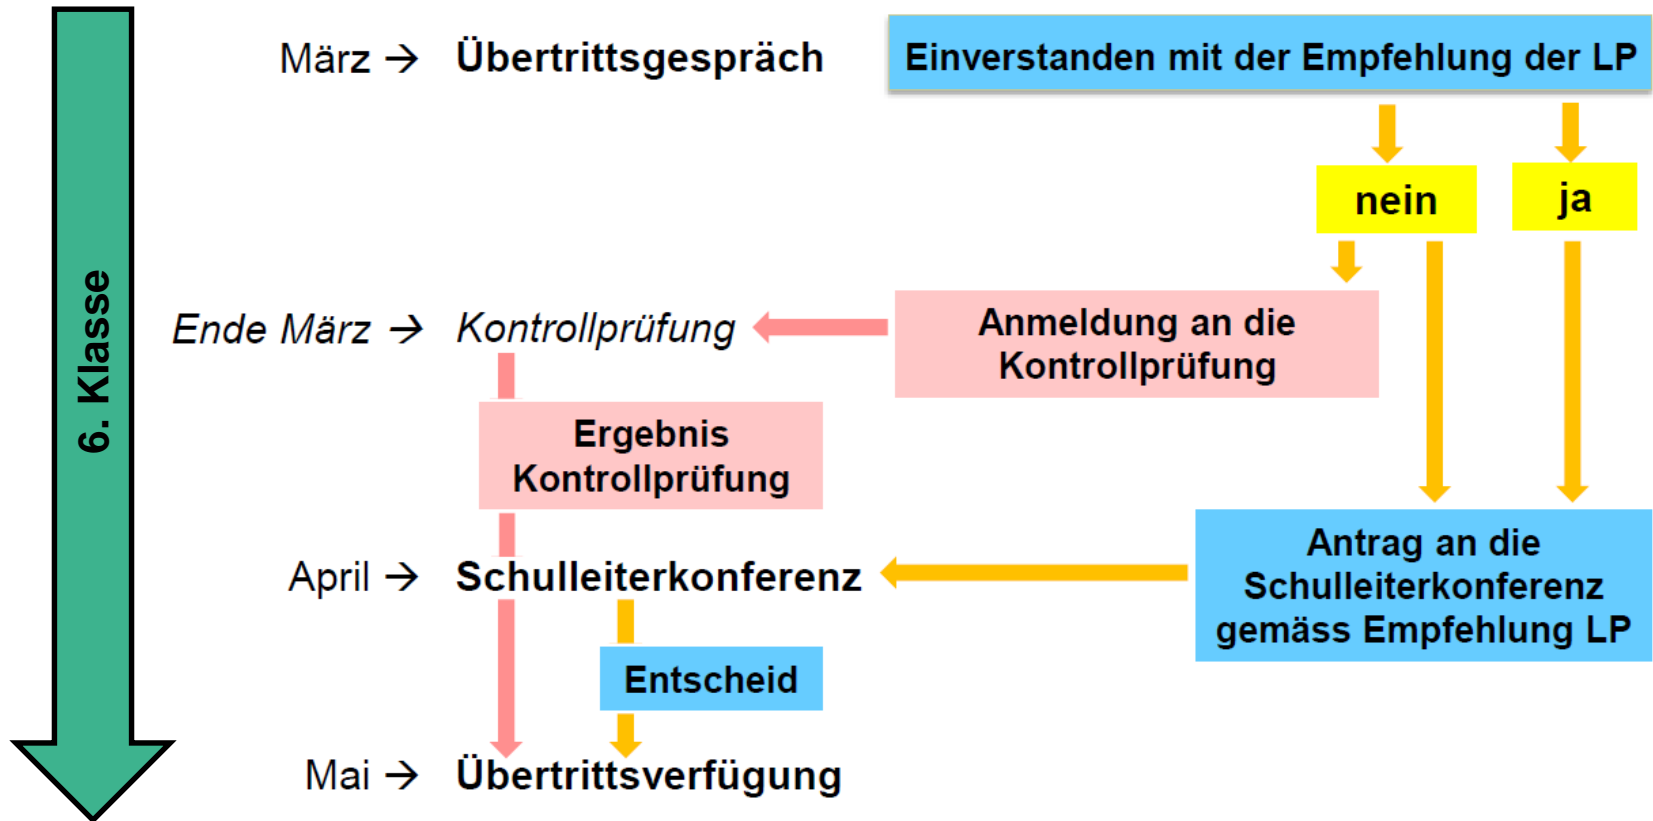 6. Klasse
März → Übertrittsgespräch
Einverstanden mit der Empfehlung der LP
nein
ja
Ende März → Kontrollprüfung
Anmeldung an die
Kontrollprüfung
Ergebnis
Kontrollprüfung
April → Schulleiterkonferenz
Antrag an die
Schulleiterkonferenz
gemäss Empfehlung LP
Entscheid
Mai → Übertrittsverfügung